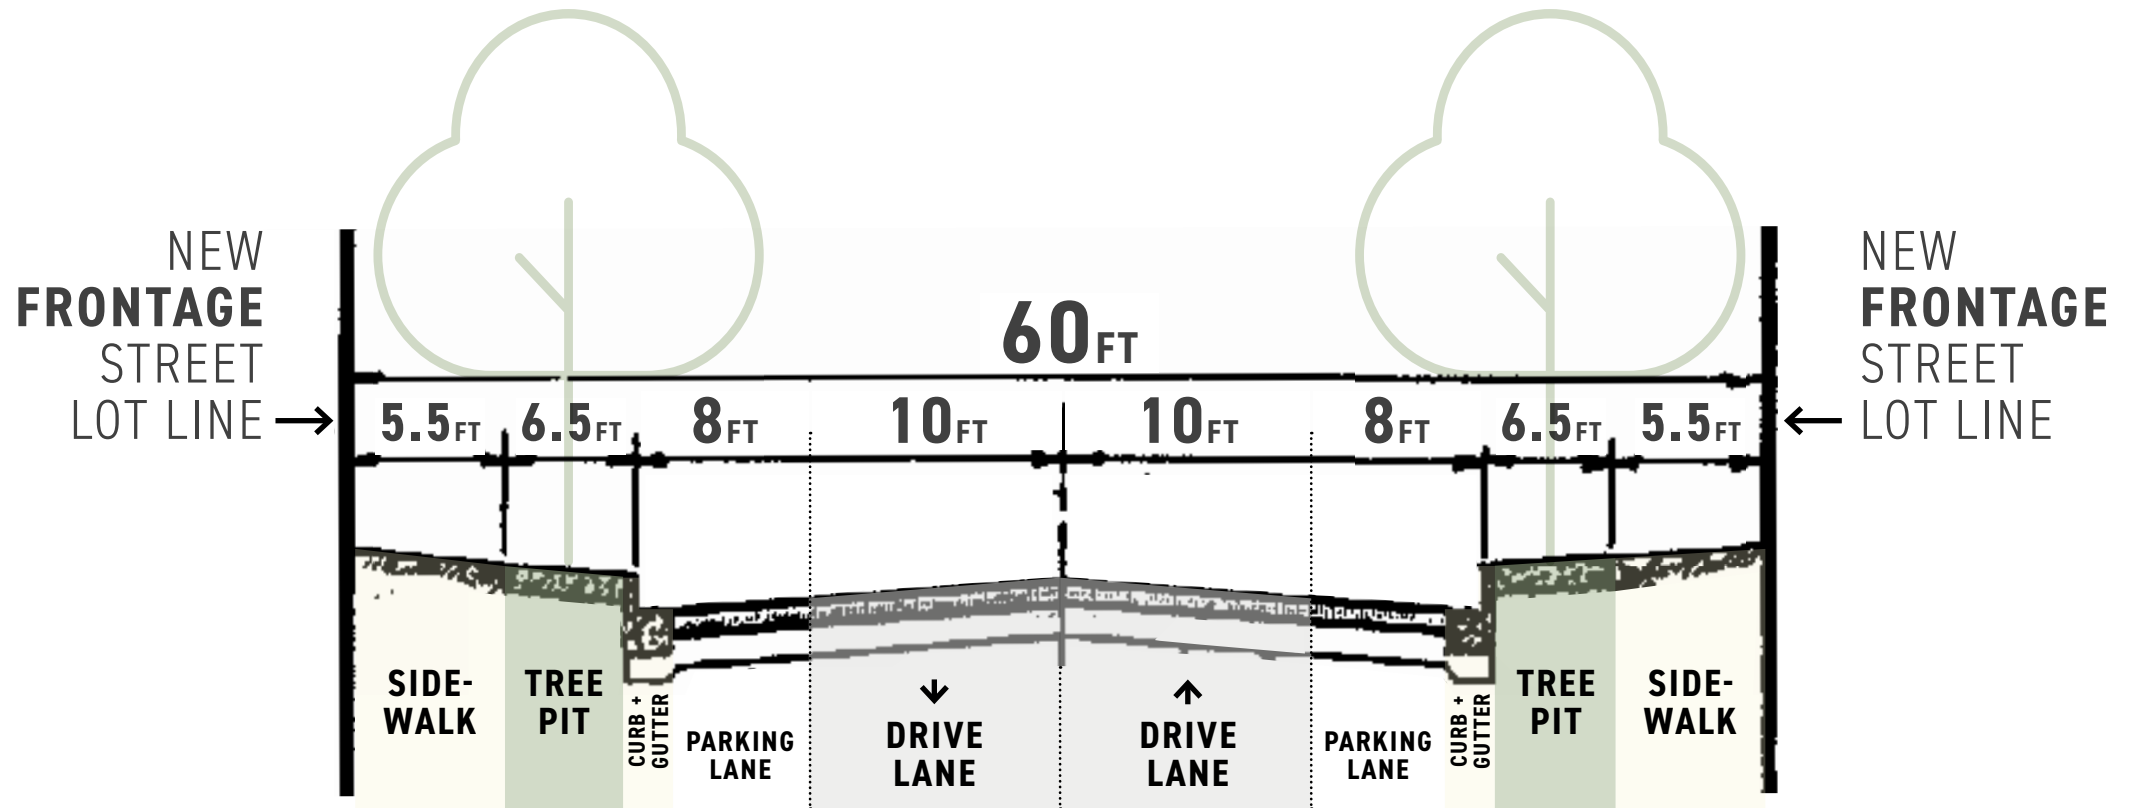 NEW
FRONTAGE
STREET
LOT LINE
60FT
5.5FT 6.5FT 8FT 10FT 10FT 8FT 6.5FT 5.5FT
NEW
FRONTAGE
STREET
LOT LINE
SIDE-
WALK
TREE
PIT
CURB +
GUTTER
PARKING
LANE
DRIVE
LANE
DRIVE
LANE
PARKING
LANE
CURB +
GUTTER
TREE
PIT
SIDE-
WALK